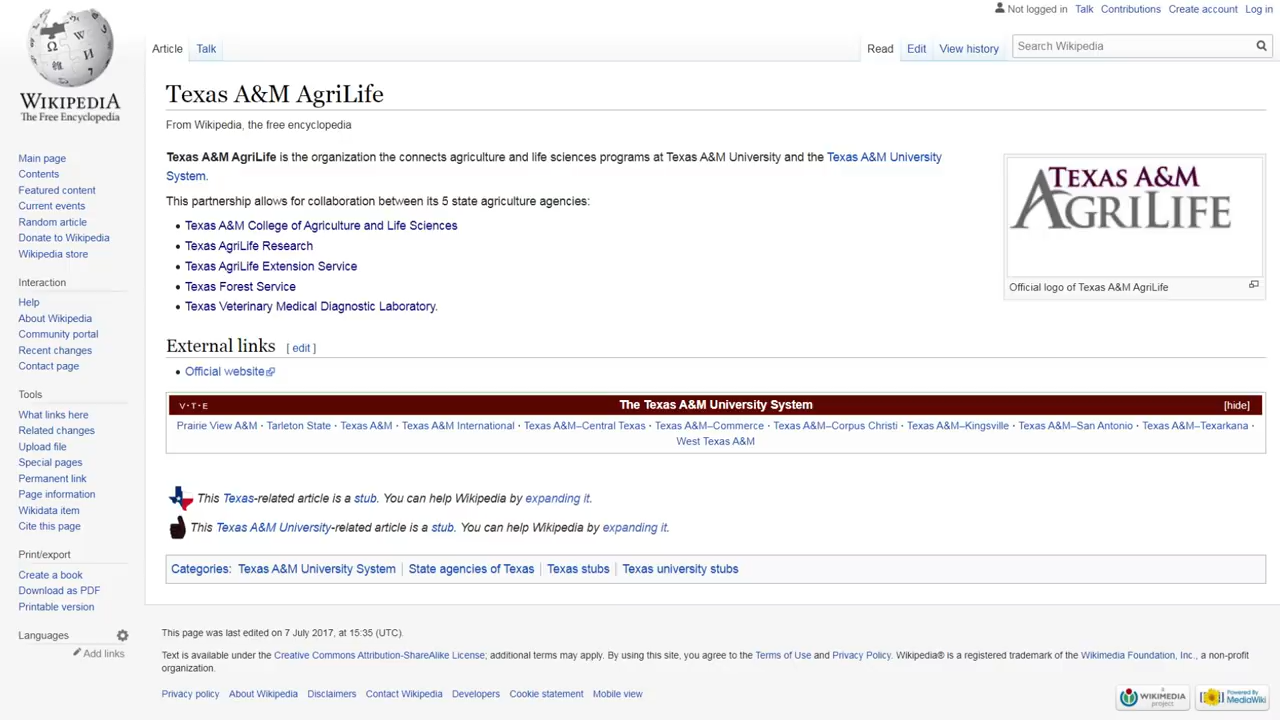 Not logged in Talk Contributions Create account Log in
Article Talk Read Edit View history Search Wikipedia
WIKIPEDIA
The Free Encyclopedia
Main page
Contents
Featured content
Current events
Random article
Donate to Wikipedia
Wikipedia store
Interaction
Help
About Wikipedia
Community portal
Recent changes
Contact page
Tools
What links here
Related changes
Upload file
Special pages
Permanent link
Page information
Wikidata item
Cite this page
Print/export
Create a book
Download as PDF
Printable version
Languages
Add links
Texas A&M AgriLife
From Wikipedia, the free encyclopedia
Texas A&M AgriLife is the organization the connects agriculture and life sciences programs at Texas A&M University and the Texas A&M University
System.
This partnership allows for collaboration between its 5 state agriculture agencies:
• Texas A&M College of Agriculture and Life Sciences
• Texas AgriLife Research
• Texas AgriLife Extension Service
• Texas Forest Service
• Texas Veterinary Medical Diagnostic Laboratory.
TEXAS A&M
AGRILIFE
Official logo of Texas A&M AgriLife
External links [ edit ]
• Official website
V · T · E The Texas A&M University System [hide]
Prairie View A&M · Tarleton State · Texas A&M · Texas A&M International · Texas A&M–Central Texas · Texas A&M–Commerce · Texas A&M–Corpus Christi · Texas A&M–Kingsville · Texas A&M–San Antonio · Texas A&M–Texarkana ·
West Texas A&M
This Texas-related article is a stub. You can help Wikipedia by expanding it.
This Texas A&M University-related article is a stub. You can help Wikipedia by expanding it.
Categories: Texas A&M University System | State agencies of Texas | Texas stubs | Texas university stubs
This page was last edited on 7 July 2017, at 15:35 (UTC).
Text is available under the Creative Commons Attribution-ShareAlike License; additional terms may apply. By using this site, you agree to the Terms of Use and Privacy Policy. Wikipedia® is a registered trademark of the Wikimedia Foundation, Inc., a non-profit
organization.
Privacy policy About Wikipedia Disclaimers Contact Wikipedia Developers Cookie statement Mobile view
A WIKIMEDIA project
Powered By MediaWiki